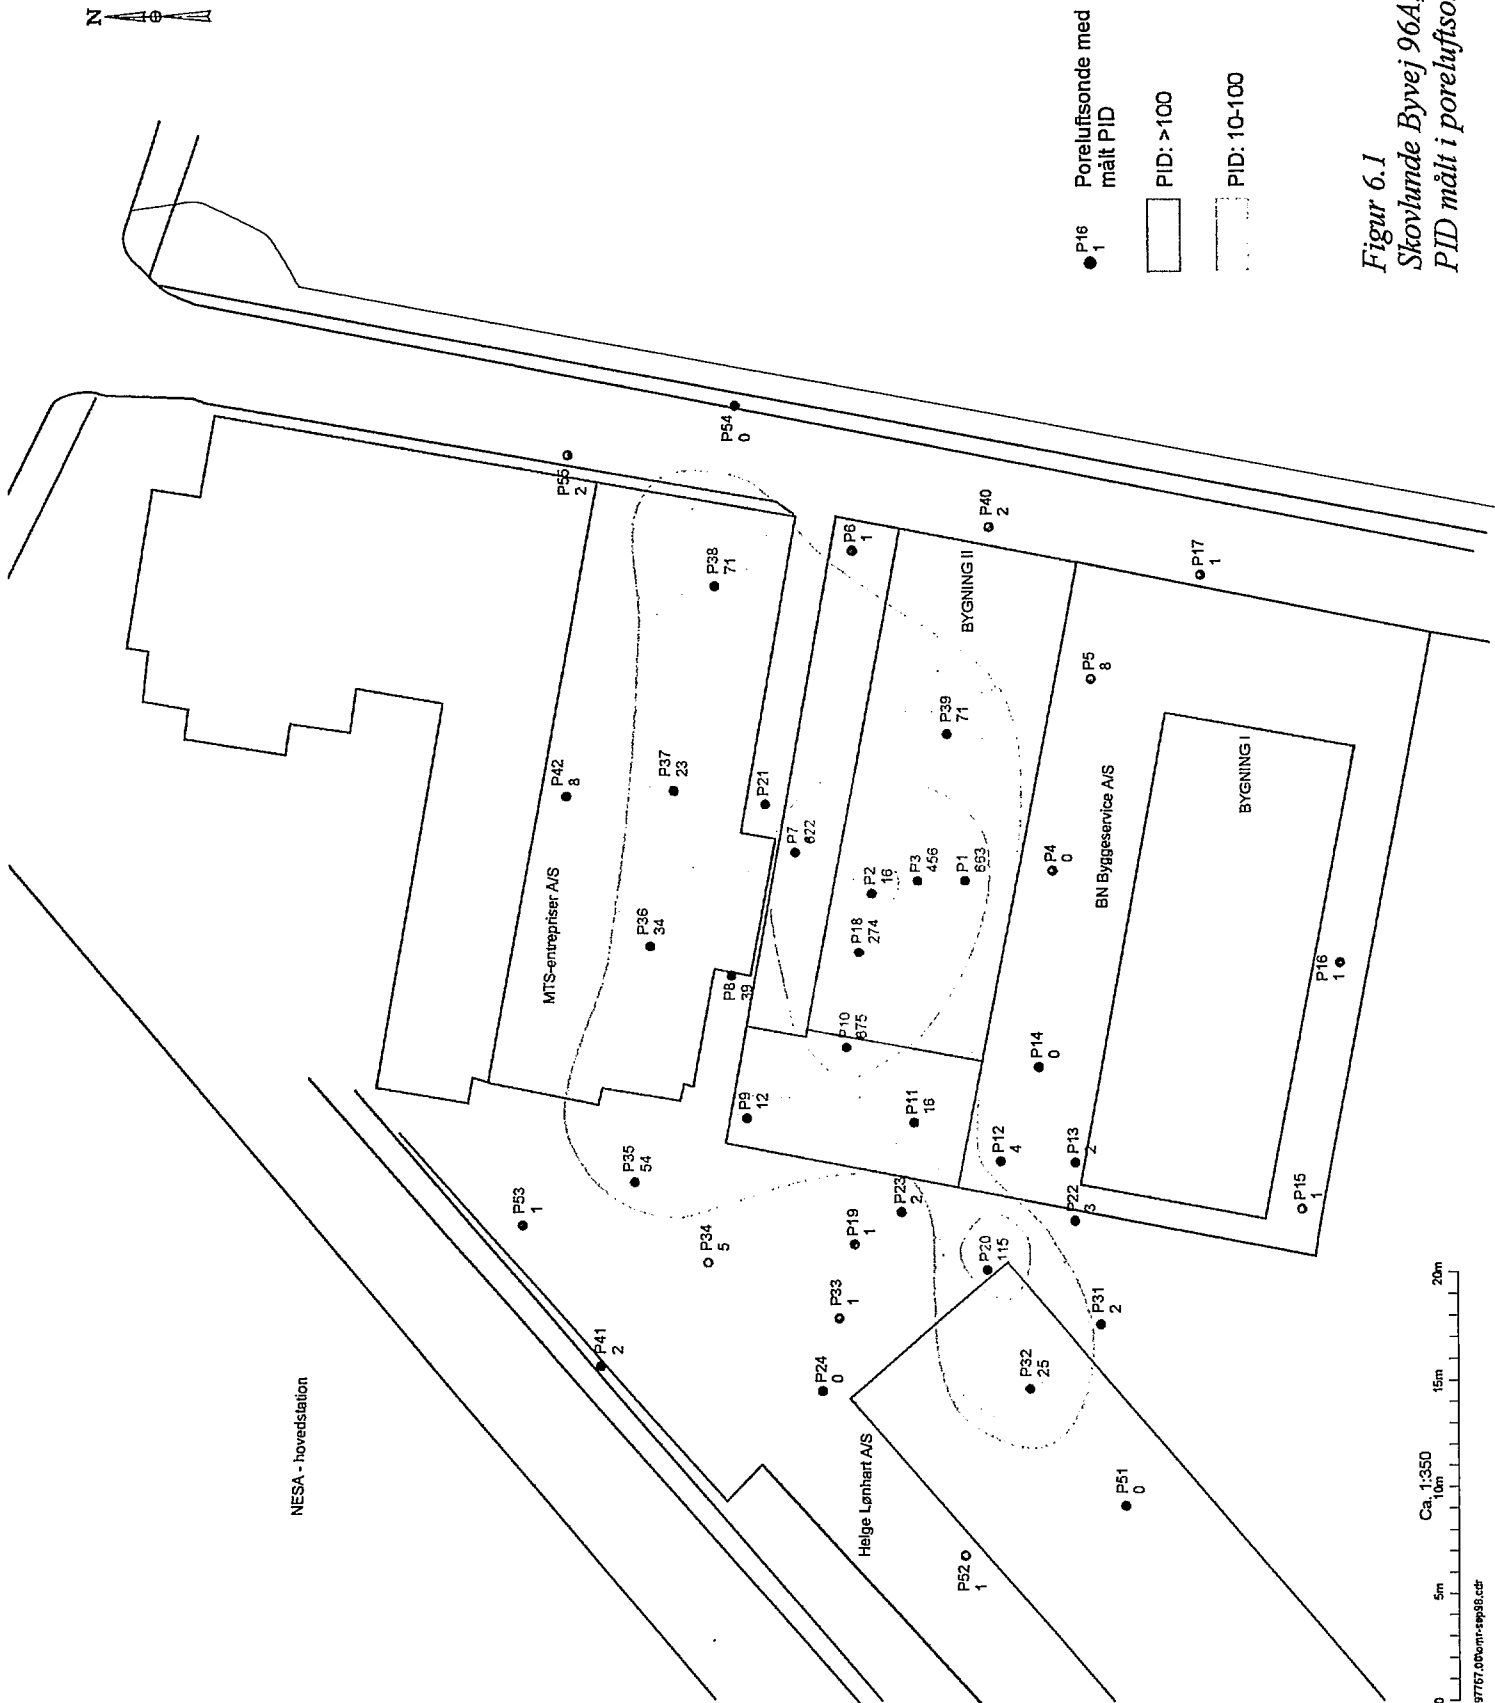 N
NESA - hovedstation
MTS-entrepriser A/S
Helge Lønhart A/S
BN Byggeservice A/S
BYGNING I
BYGNING II
P55
2
P54
0
P38
71
P6
1
P40
2
P17
1
P42
8
P37
23
P21
P7
622
P39
71
P5
8
P36
34
P8
39
P2
16
P3
456
P1
663
P4
0
P18
274
P16
1
P10
675
P14
0
P9
12
P11
16
P12
4
P13
2
P15
1
P35
54
P53
1
P34
5
P23
2
P19
1
P22
3
P20
115
P33
1
P31
2
P41
2
P24
0
P32
25
P51
0
P52
1
P16
1
Poreluftsonde med
målt PID
PID: >100
PID: 10-100
Figur 6.1
Skovlunde Byvej 96A,
PID målt i poreluftso
Ca. 1:350
0
5m
10m
15m
20m